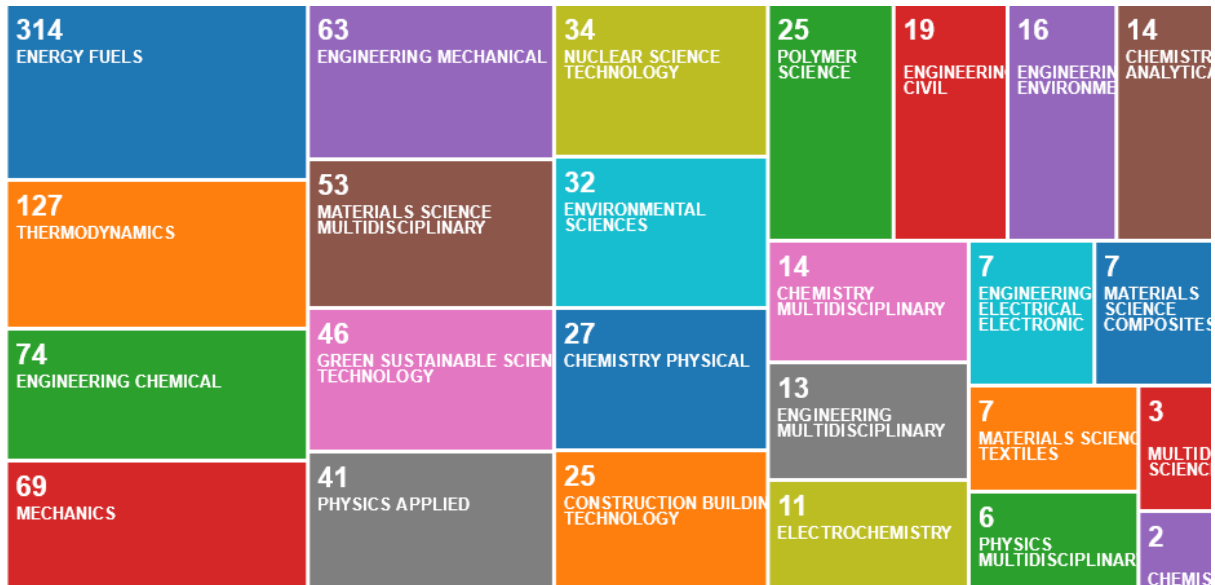 314
ENERGY FUELS
127
THERMODYNAMICS
74
ENGINEERING CHEMICAL
69
MECHANICS
63
ENGINEERING MECHANICAL
53
MATERIALS SCIENCE
MULTIDISCIPLINARY
46
GREEN SUSTAINABLE SCIEN
TECHNOLOGY
41
PHYSICS APPLIED
34
NUCLEAR SCIENCE
TECHNOLOGY
32
ENVIRONMENTAL
SCIENCES
27
CHEMISTRY PHYSICAL
25
CONSTRUCTION BUILDIN
TECHNOLOGY
25
POLYMER
SCIENCE
19
ENGINEERIN
CIVIL
16
ENGINEERIN
ENVIRONME
14
CHEMISTR
ANALYTICA
14
CHEMISTRY
MULTIDISCIPLINARY
13
ENGINEERING
MULTIDISCIPLINARY
11
ELECTROCHEMISTRY
7
ENGINEERING
ELECTRICAL
ELECTRONIC
7
MATERIALS
SCIENCE
COMPOSITES
7
MATERIALS SCIENC
TEXTILES
6
PHYSICS
MULTIDISCIPLINAR
3
MULTID
SCIENC
2
CHEMIS